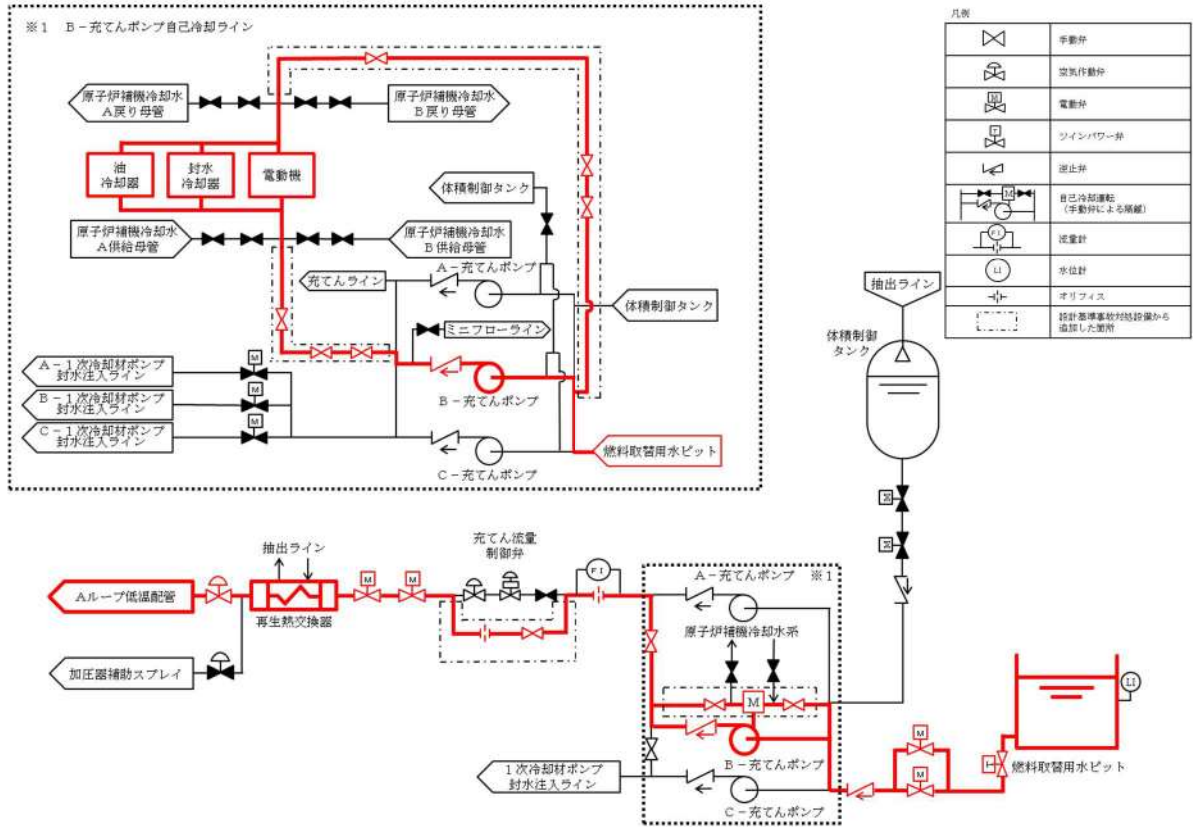 ※1 B－充てんポンプ自己冷却ライン
原子炉補機冷却水
A戻り母管
原子炉補機冷却水
B戻り母管
油
冷却器
封水
冷却器
電動機
体積制御タンク
原子炉補機冷却水
A供給母管
原子炉補機冷却水
B供給母管
充てんライン
A－充てんポンプ
体積制御タンク
ミニフローライン
A－1次冷却材ポンプ
封水注入ライン
B－1次冷却材ポンプ
封水注入ライン
C－1次冷却材ポンプ
封水注入ライン
M
M
M
B－充てんポンプ
燃料取替用水ピット
C－充てんポンプ
凡例
手動弁
空気作動弁
M
電動弁
ツインパワー弁
逆止弁
M
自己冷却運転
（手動弁による隔離）
FI
流量計
LI
水位計
オリフィス
設計基準事故対処設備から
追加した箇所
抽出ライン
体積制御
タンク
M
M
抽出ライン
充てん流量
制御弁
FI
M
M
Aループ低温配管
再生熱交換器
加圧器補助スプレイ
A－充てんポンプ ※1
原子炉補機冷却水系
M
B－充てんポンプ
1次冷却材ポンプ
封水注入ライン
C－充てんポンプ
M
M
LI
燃料取替用水ピット